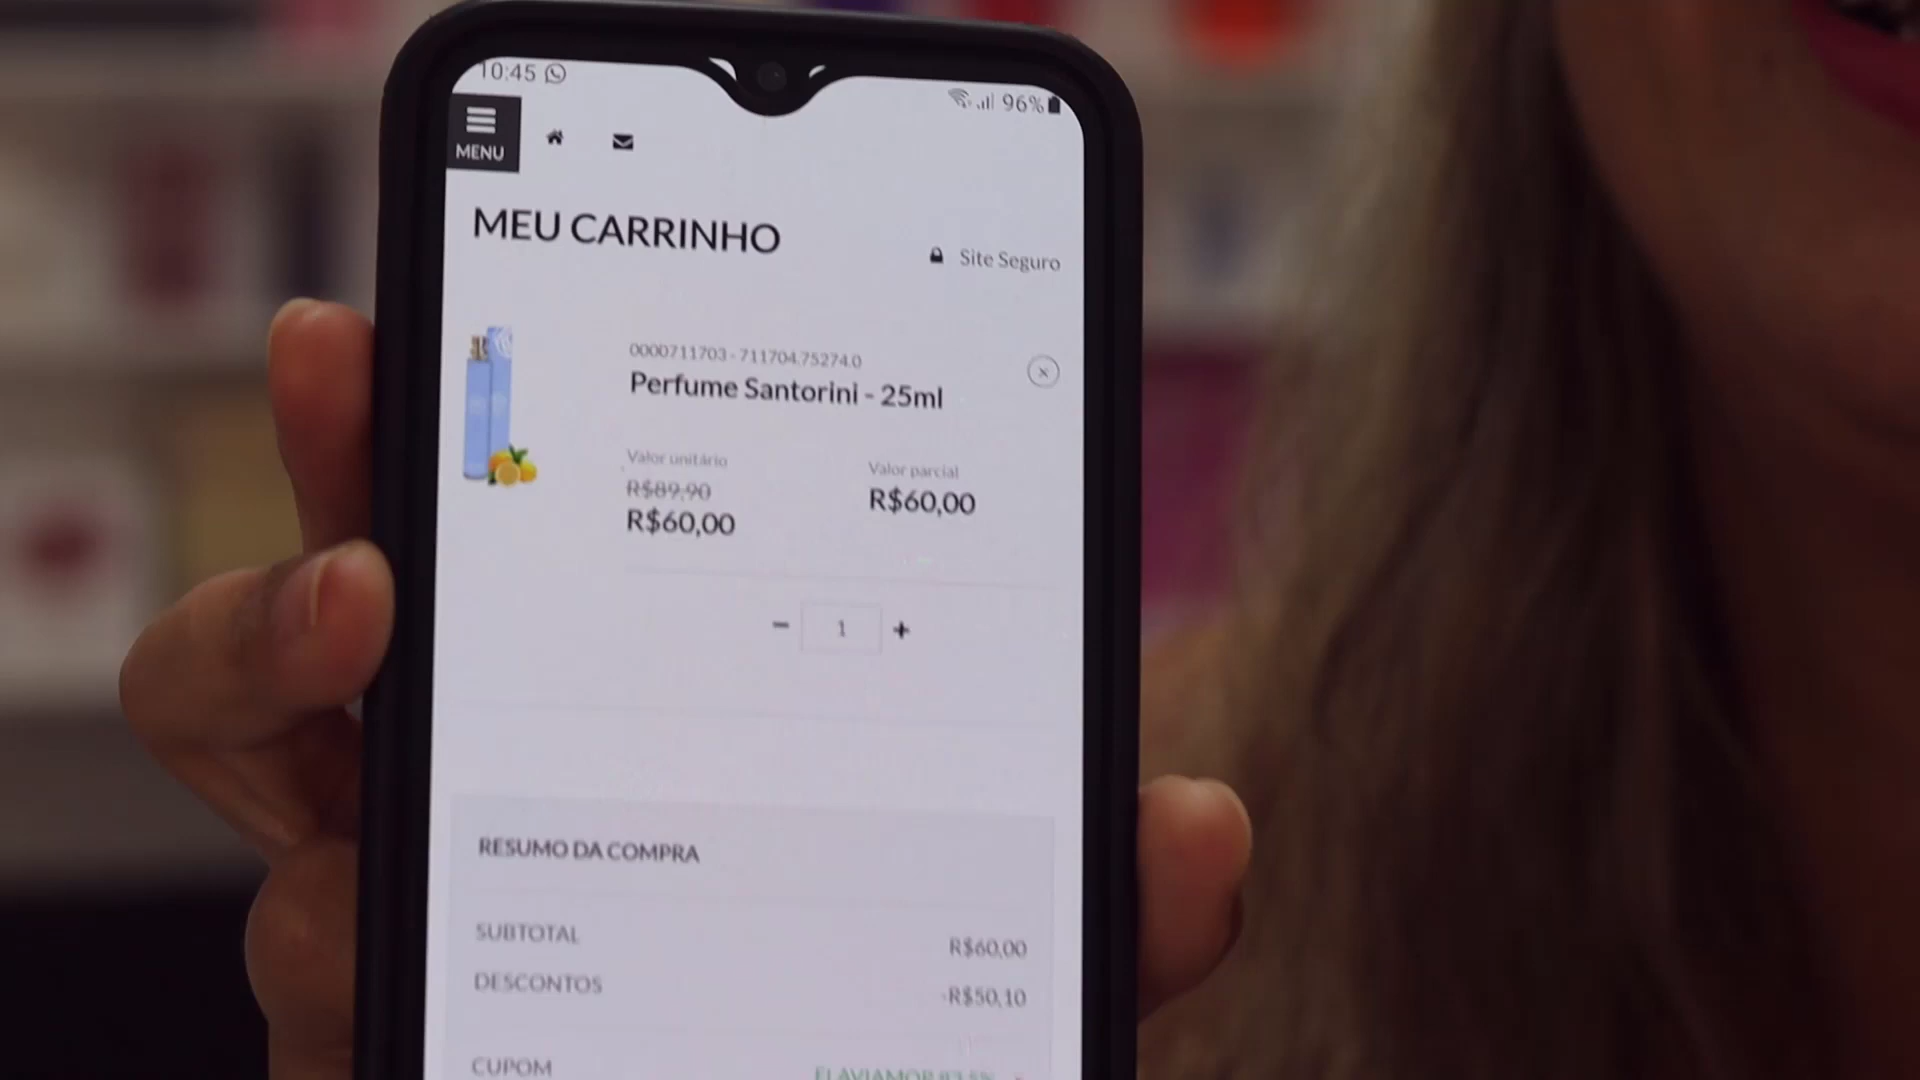 10:45
96%
MENU
MEU CARRINHO
Site Seguro
0000711703 - 711704.75274.0
Perfume Santorini - 25ml
Valor unitário
Valor parcial
R$89,90
R$60,00
R$60,00
1
RESUMO DA COMPRA
SUBTOTAL
R$60,00
DESCONTOS
-R$50,10
CUPOM